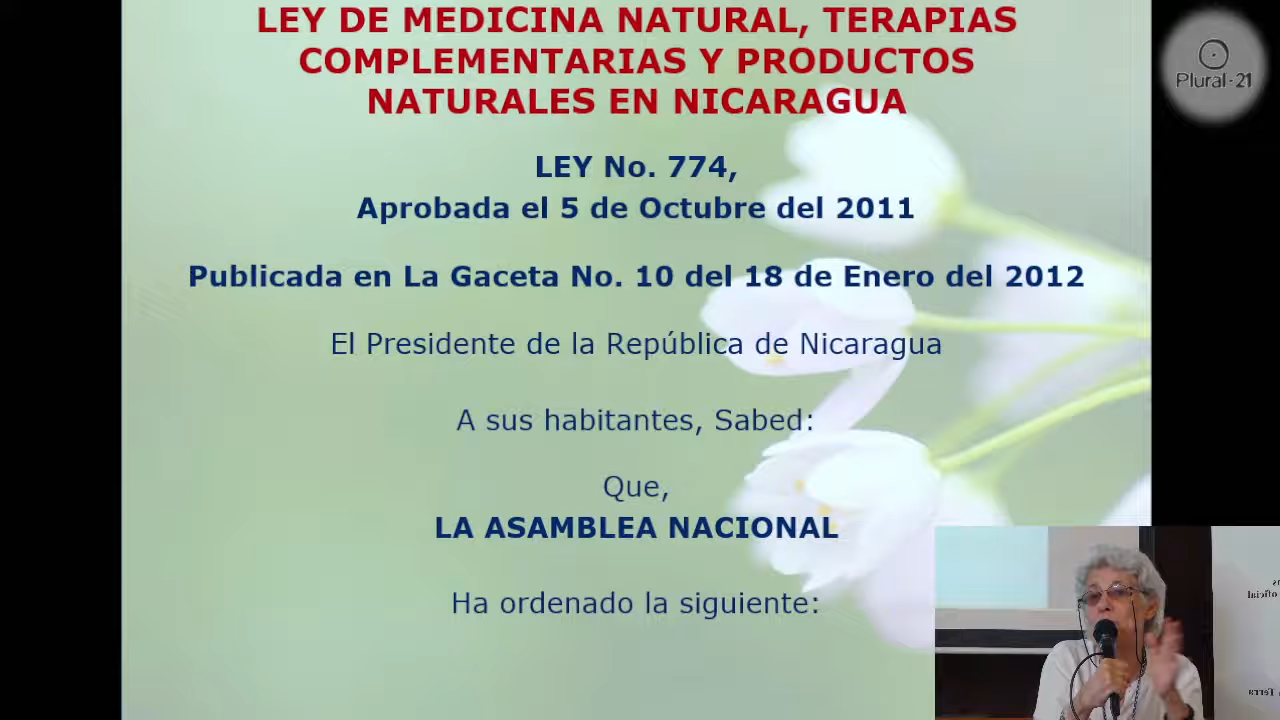 LEY DE MEDICINA NATURAL, TERAPIAS
COMPLEMENTARIAS Y PRODUCTOS
NATURALES EN NICARAGUA
LEY No. 774,
Aprobada el 5 de Octubre del 2011
Publicada en La Gaceta No. 10 del 18 de Enero del 2012
El Presidente de la República de Nicaragua
A sus habitantes, Sabed:
Que,
LA ASAMBLEA NACIONAL
Ha ordenado la siguiente:
Plural-21